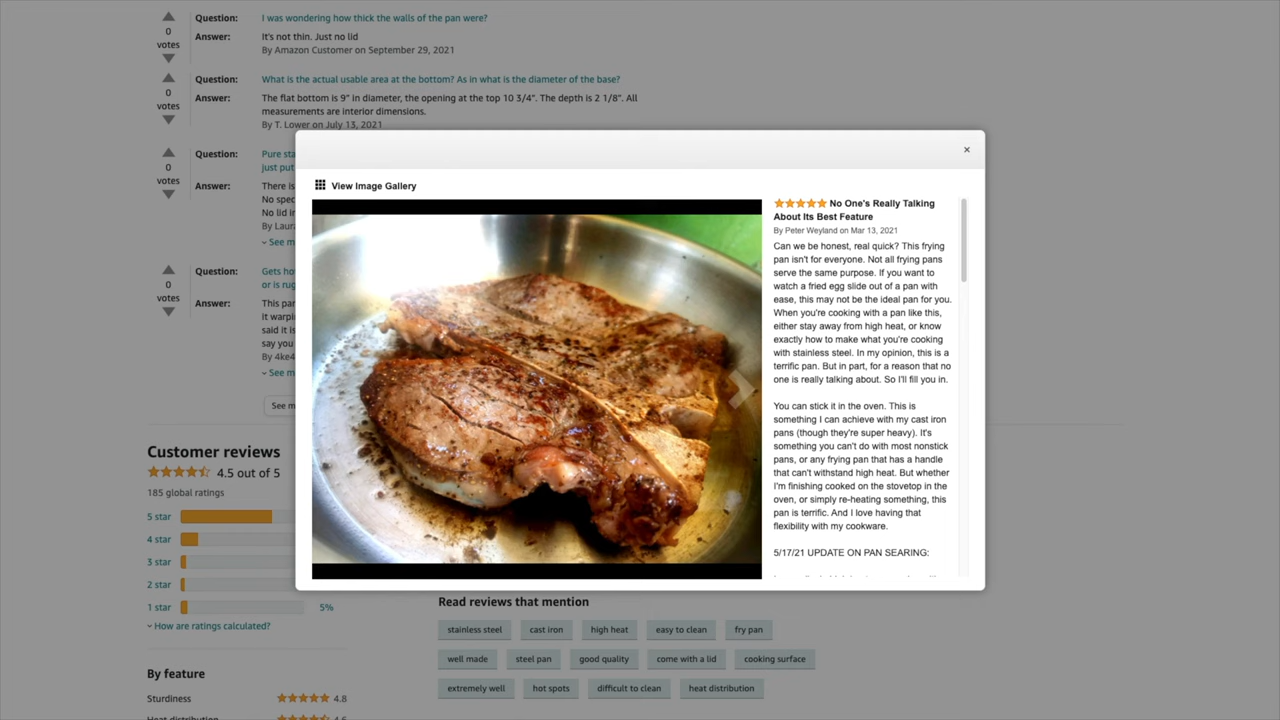 Question: I was wondering how thick the walls of the pan were?
0
votes
Answer: It's not thin. Just no lid
By Amazon Customer on September 29, 2021
Question: What is the actual usable area at the bottom? As in what is the diameter of the base?
0
votes
Answer: The flat bottom is 9" in diameter, the opening at the top 10 3/4". The depth is 2 1/8". All
measurements are interior dimensions.
By T. Lower on July 13, 2021
Question: Pure sta
just put
0
votes
Answer: There is
No spec
No lid i
By Laur
See m
Question: Gets ho
or is rug
0
votes
Answer: This par
it warpi
said it is
say you
By 4ke4
See m
See m
Customer reviews
4.5 out of 5
185 global ratings
5 star
4 star
3 star
2 star
1 star 5%
How are ratings calculated?
By feature
Sturdiness 4.8
Heat distribution 4.6
×
View Image Gallery
No One's Really Talking
About Its Best Feature
By Peter Weyland on Mar 13, 2021
Can we be honest, real quick? This frying
pan isn't for everyone. Not all frying pans
serve the same purpose. If you want to
watch a fried egg slide out of a pan with
ease, this may not be the ideal pan for you.
When you're cooking with a pan like this,
either stay away from high heat, or know
exactly how to make what you're cooking
with stainless steel. In my opinion, this is a
terrific pan. But in part, for a reason that no
one is really talking about. So I'll fill you in.
You can stick it in the oven. This is
something I can achieve with my cast iron
pans (though they're super heavy). It's
something you can't do with most nonstick
pans, or any frying pan that has a handle
that can't withstand high heat. But whether
I'm finishing cooked on the stovetop in the
oven, or simply re-heating something, this
pan is terrific. And I love having that
flexibility with my cookware.
5/17/21 UPDATE ON PAN SEARING:
Read reviews that mention
stainless steel cast iron high heat easy to clean fry pan
well made steel pan good quality come with a lid cooking surface
extremely well hot spots difficult to clean heat distribution